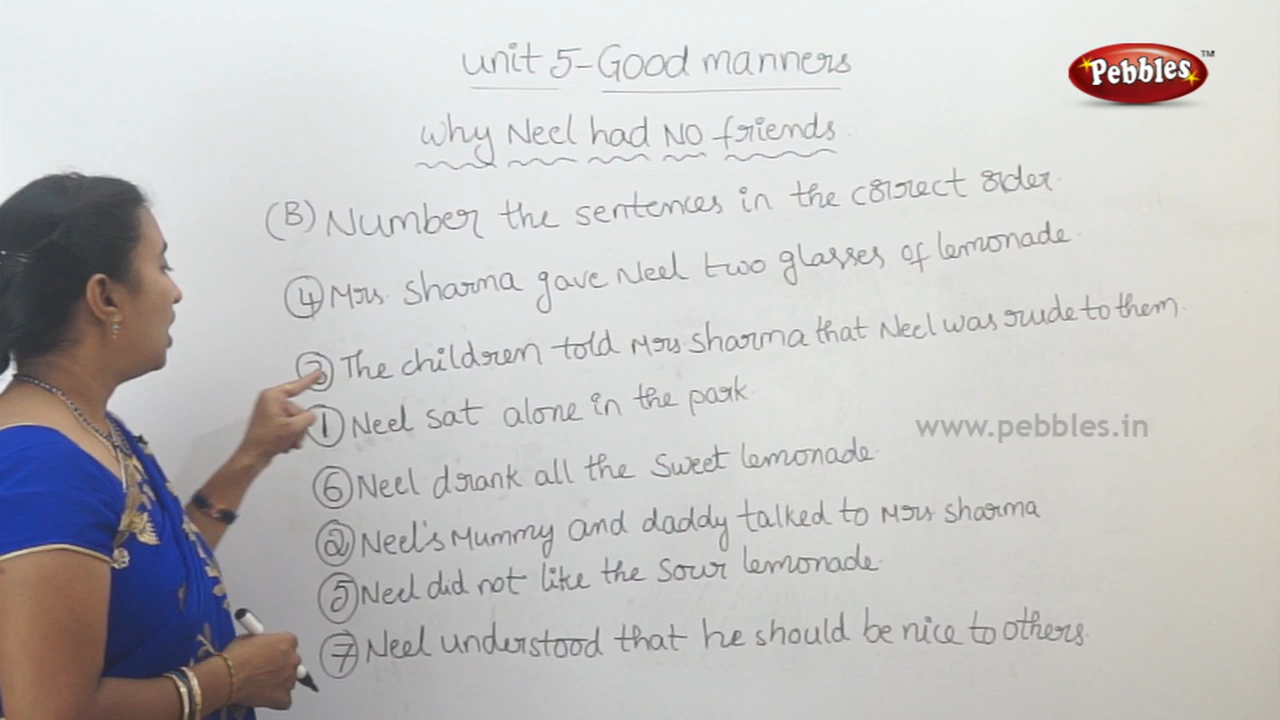 Unit 5-Good manners
Pebbles™
Why Neel had No friends
(B) Number the sentences in the correct order.
④ Mrs. Sharma gave Neel two glasses of lemonade.
③ The children told Mrs. Sharma that Neel was rude to them.
① Neel sat alone in the park.
www.pebbles.in
⑥ Neel drank all the sweet lemonade.
② Neel's Mummy and daddy talked to Mrs. Sharma
⑤ Neel did not like the sour lemonade.
⑦ Neel understood that he should be nice to others.